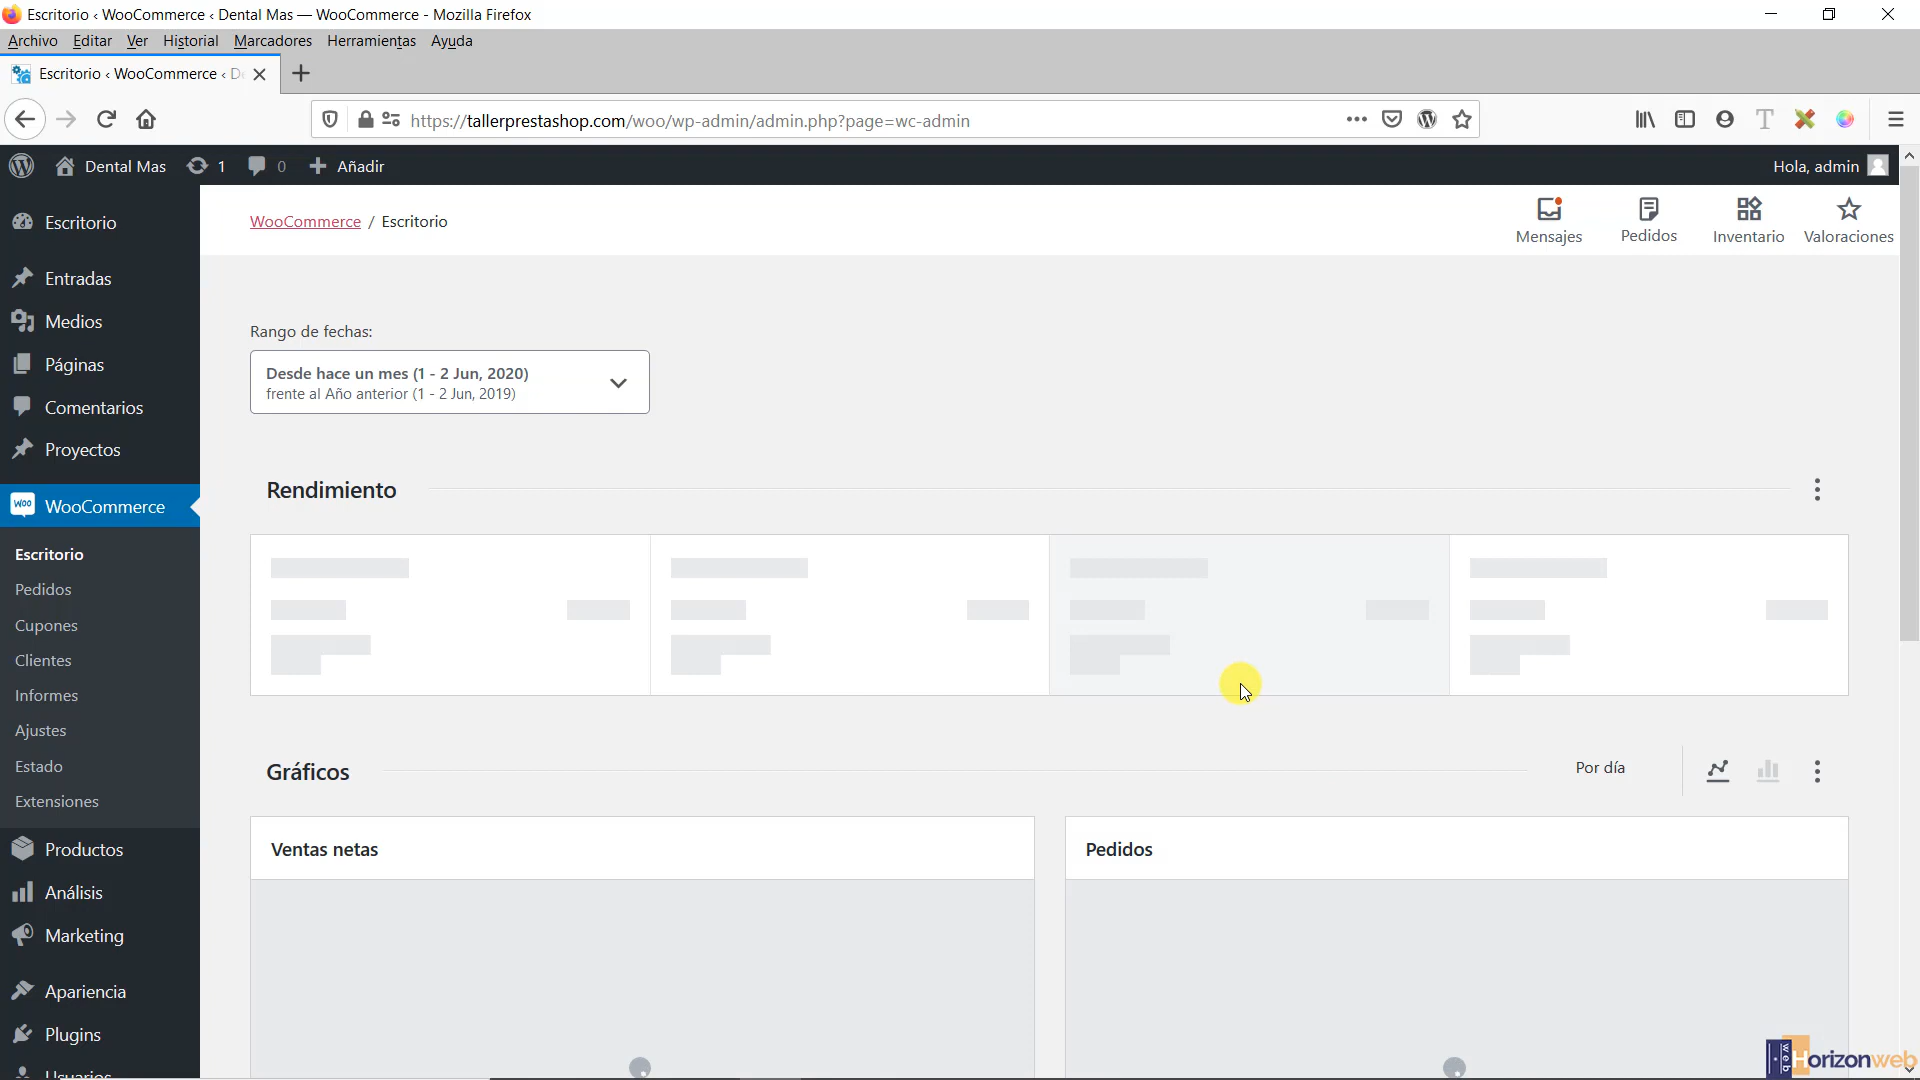 Escritorio ‹ WooCommerce ‹ Dental Mas — WooCommerce - Mozilla Firefox
Archivo Editar Ver Historial Marcadores Herramientas Ayuda
Escritorio ‹ WooCommerce ‹ D
https://tallerprestashop.com/woo/wp-admin/admin.php?page=wc-admin
Dental Mas 1 0 Añadir
Hola, admin
Escritorio
Entradas
Medios
Páginas
Comentarios
Proyectos
Woo WooCommerce
Escritorio
Pedidos
Cupones
Clientes
Informes
Ajustes
Estado
Extensiones
Productos
Análisis
Marketing
Apariencia
Plugins
Usuarios
WooCommerce / Escritorio
Mensajes
Pedidos
Inventario
Valoraciones
Rango de fechas:
Desde hace un mes (1 - 2 Jun, 2020)
frente al Año anterior (1 - 2 Jun, 2019)
Rendimiento
Gráficos
Por día
Ventas netas
Pedidos
web Horizonweb